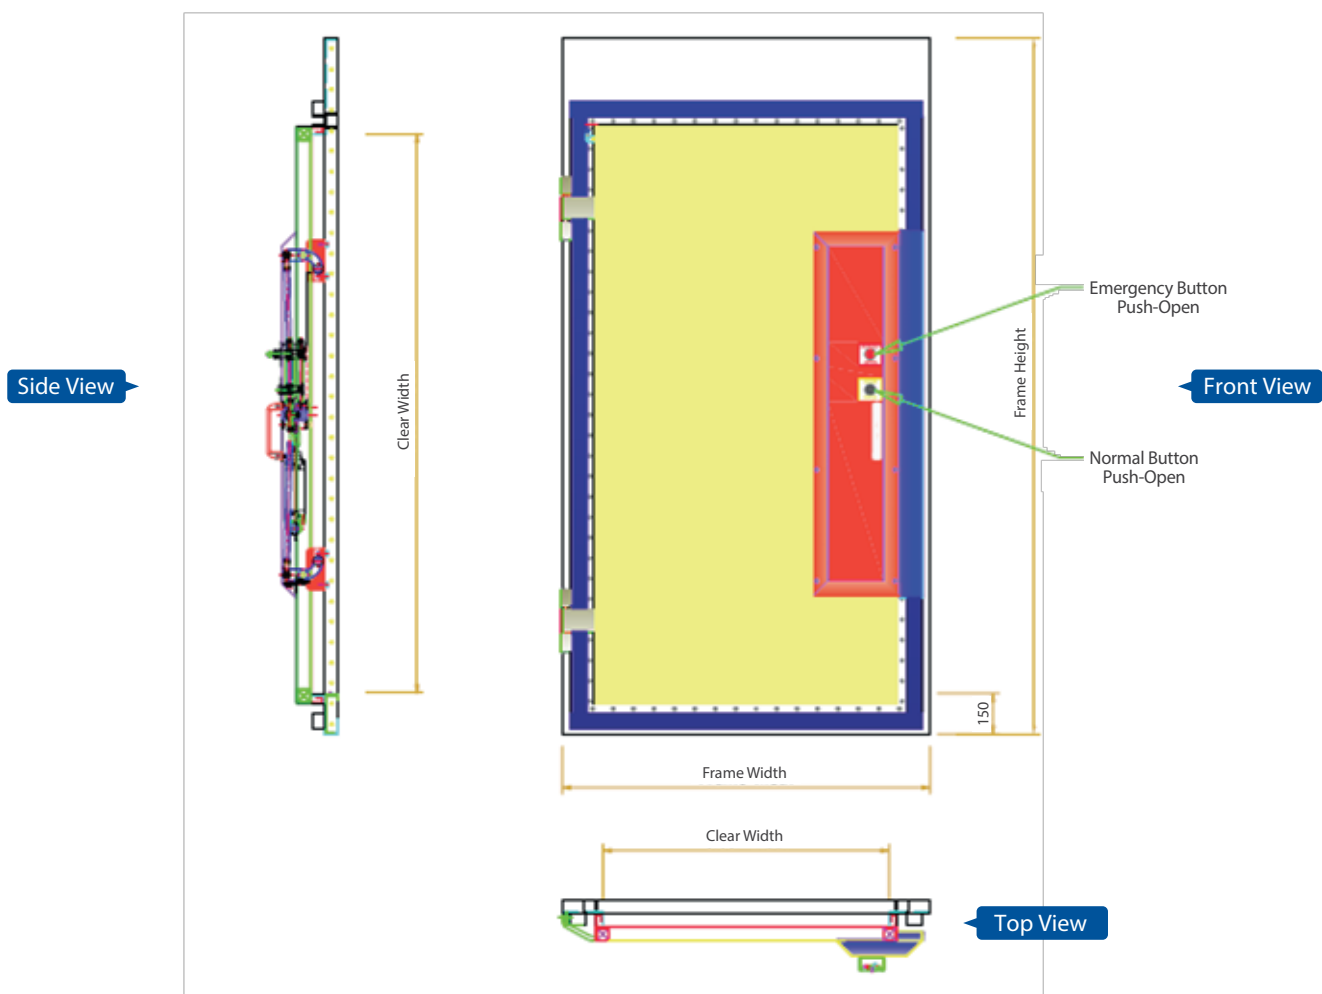 Emergency Button
Push-Open
Frame Height
Side View
Clear Width
Front View
Normal Button
Push-Open
150
Frame Width
Clear Width
Top View